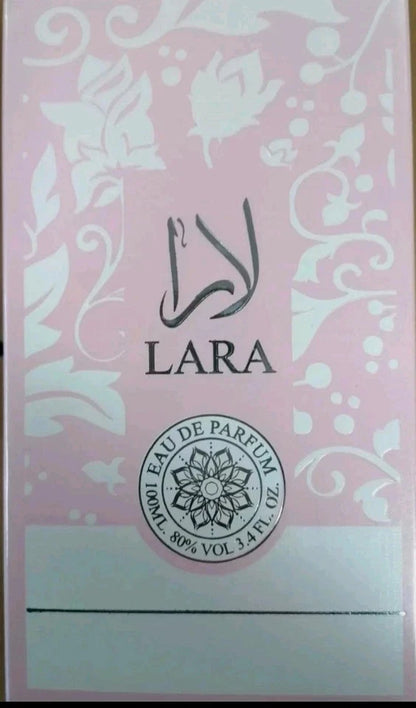 لارا
LARA
EAU DE PARFUM
100ML. 80% VOL 3.4 FL. OZ.